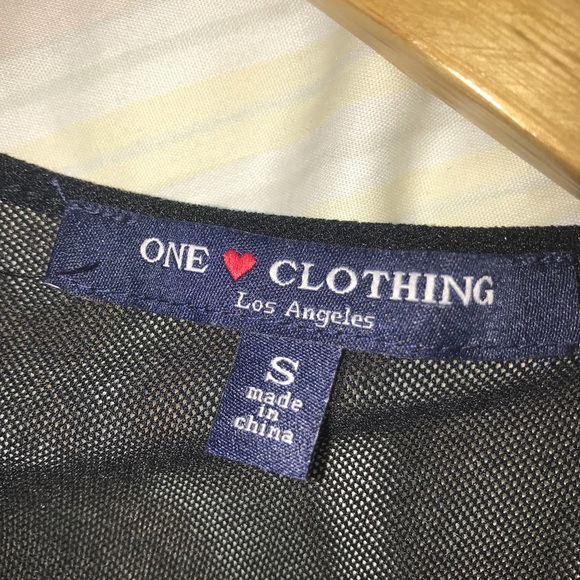 ONE ❤ CLOTHING
Los Angeles
S
made
in
china